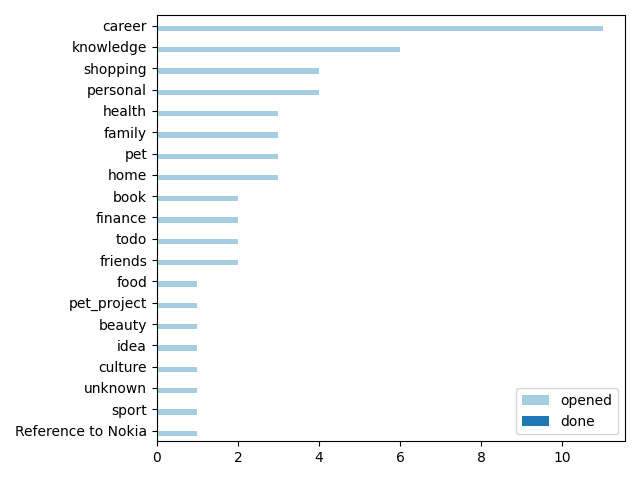 career
knowledge
shopping
personal
health
family
pet
home
book
finance
todo
friends
food
pet_project
beauty
idea
culture
unknown
sport
Reference to Nokia
opened
done
0 2 4 6 8 10